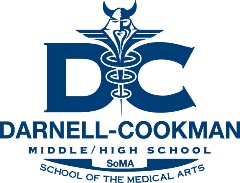 DC
DARNELL-COOKMAN
MIDDLE/HIGH SCHOOL
SoMA
SCHOOL OF THE MEDICAL ARTS